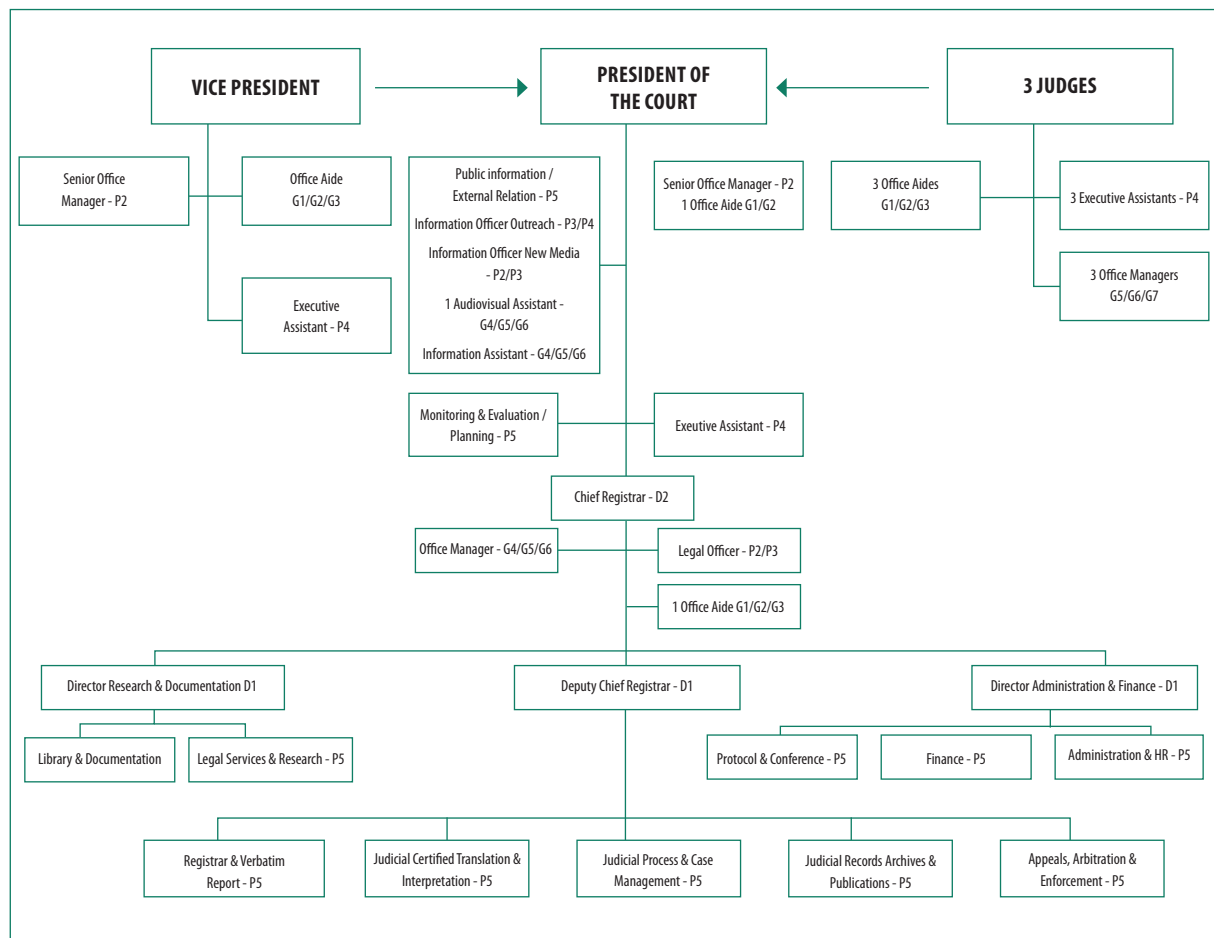 VICE PRESIDENT
PRESIDENT OF
THE COURT
3 JUDGES
Senior Office
Manager - P2
Office Aide
G1/G2/G3
Executive
Assistant - P4
Public information /
External Relation - P5
Information Officer Outreach - P3/P4
Information Officer New Media
- P2/P3
1 Audiovisual Assistant -
G4/G5/G6
Information Assistant - G4/G5/G6
Senior Office Manager - P2
1 Office Aide G1/G2
3 Office Aides
G1/G2/G3
3 Executive Assistants - P4
3 Office Managers
G5/G6/G7
Monitoring & Evaluation /
Planning - P5
Exeutive Assistant - P4
Chief Registrar - D2
Office Manager - G4/G5/G6
Legal Officer - P2/P3
1 Office Aide G1/G2/G3
Director Research & Documentation D1
Deputy Chief Registrar - D1
Director Administration & Finance - D1
Library & Documentation
Legal Services & Research - P5
Protocol & Conference - P5
Finance - P5
Administration & HR - P5
Registrar & Verbatim
Report - P5
Judicial Certified Translation &
Interpretation - P5
Judicial Process & Case
Management - P5
Judicial Records Archives &
Publications - P5
Appeals, Arbitration &
Enforcement - P5